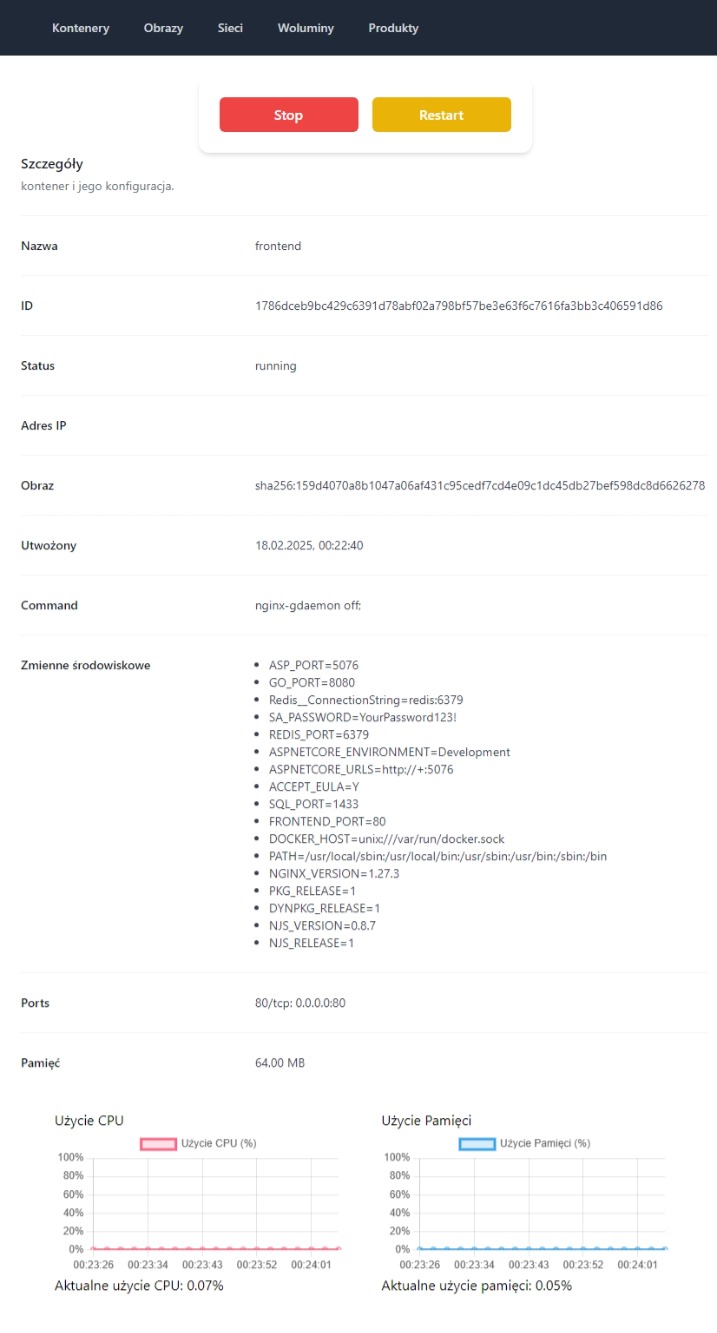 Kontenery Obrazy Sieci Woluminy Produkty
Stop Restart
Szczegóły
kontener i jego konfiguracja.
Nazwa frontend
ID 1786dceb9bc429c6391d78abf02a798bf57be3e63f6c7616fa3bb3c406591d86
Status running
Adres IP
Obraz sha256:159d4070a8b1047a06af431c95cedf7cd4e09c1dc45db27bef598dc8d6626278
Utwożony 18.02.2025, 00:22:40
Command nginx-gdaemon off;
Zmienne środowiskowe
ASP_PORT=5076
GO_PORT=8080
Redis__ConnectionString=redis:6379
SA_PASSWORD=YourPassword123!
REDIS_PORT=6379
ASPNETCORE_ENVIRONMENT=Development
ASPNETCORE_URLS=http://+:5076
ACCEPT_EULA=Y
SQL_PORT=1433
FRONTEND_PORT=80
DOCKER_HOST=unix:///var/run/docker.sock
PATH=/usr/local/sbin:/usr/local/bin:/usr/sbin:/usr/bin:/sbin:/bin
NGINX_VERSION=1.27.3
PKG_RELEASE=1
DYNPKG_RELEASE=1
NJS_VERSION=0.8.7
NJS_RELEASE=1
Ports 80/tcp: 0.0.0.0:80
Pamięć 64.00 MB
Użycie CPU
Użycie CPU (%)
100%
80%
60%
40%
20%
0%
00:23:26 00:23:34 00:23:43 00:23:52 00:24:01
Aktualne użycie CPU: 0.07%
Użycie Pamięci
Użycie Pamięci (%)
100%
80%
60%
40%
20%
0%
00:23:26 00:23:34 00:23:43 00:23:52 00:24:01
Aktualne użycie pamięci: 0.05%